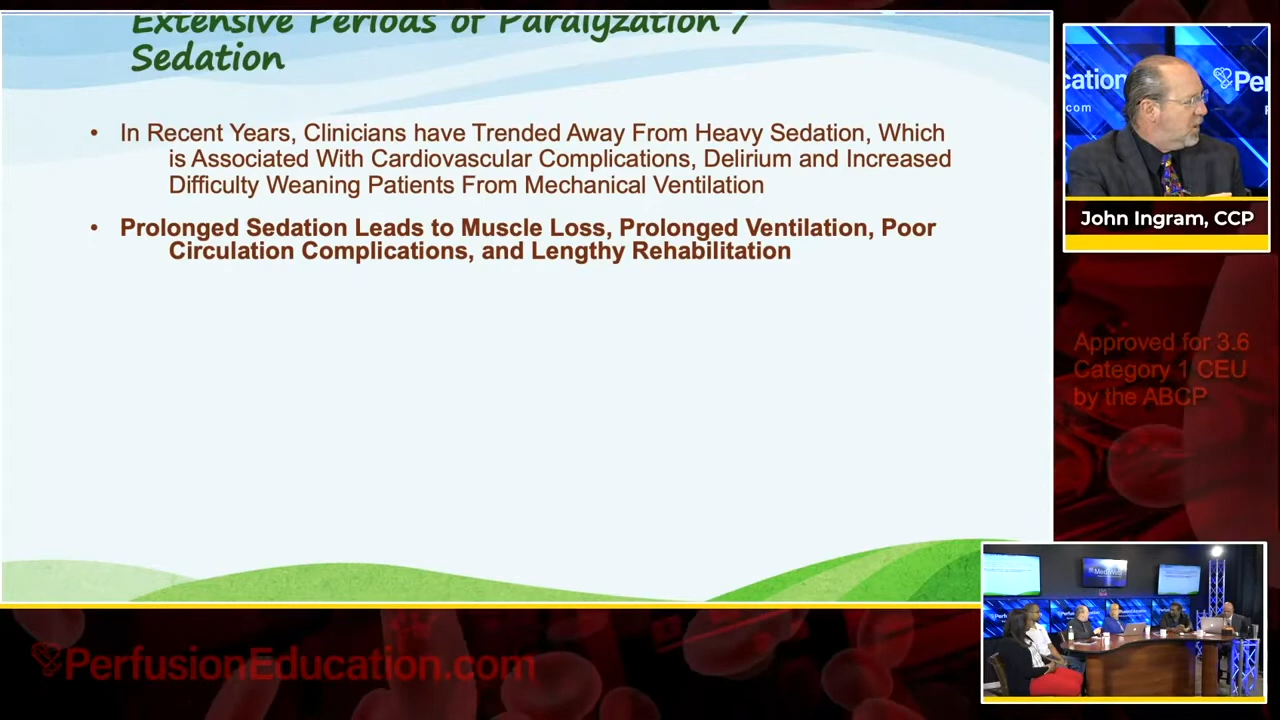 Extensive Periods of Paralyzation /
Sedation
• In Recent Years, Clinicians have Trended Away From Heavy Sedation, Which
is Associated With Cardiovascular Complications, Delirium and Increased
Difficulty Weaning Patients From Mechanical Ventilation
• Prolonged Sedation Leads to Muscle Loss, Prolonged Ventilation, Poor
Circulation Complications, and Lengthy Rehabilitation
cation
.com
Per
John Ingram, CCP
Approved for 3.6
Category 1 CEU
by the ABCP
PerfusionEducation.com